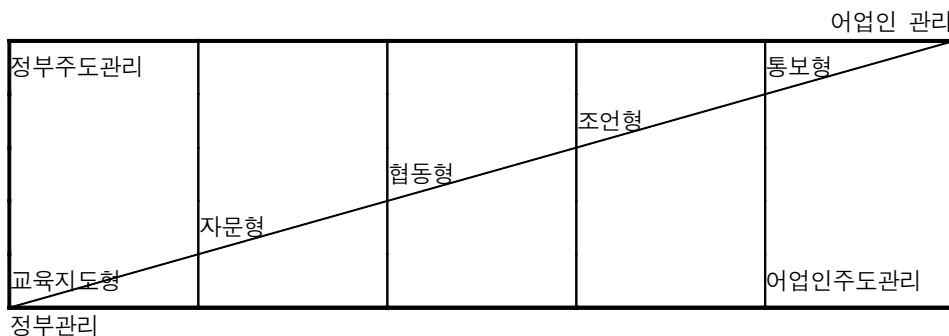 어업인 관리
정부주도관리
통보형
조언형
협동형
자문형
교육지도형
어업인주도관리
정부관리